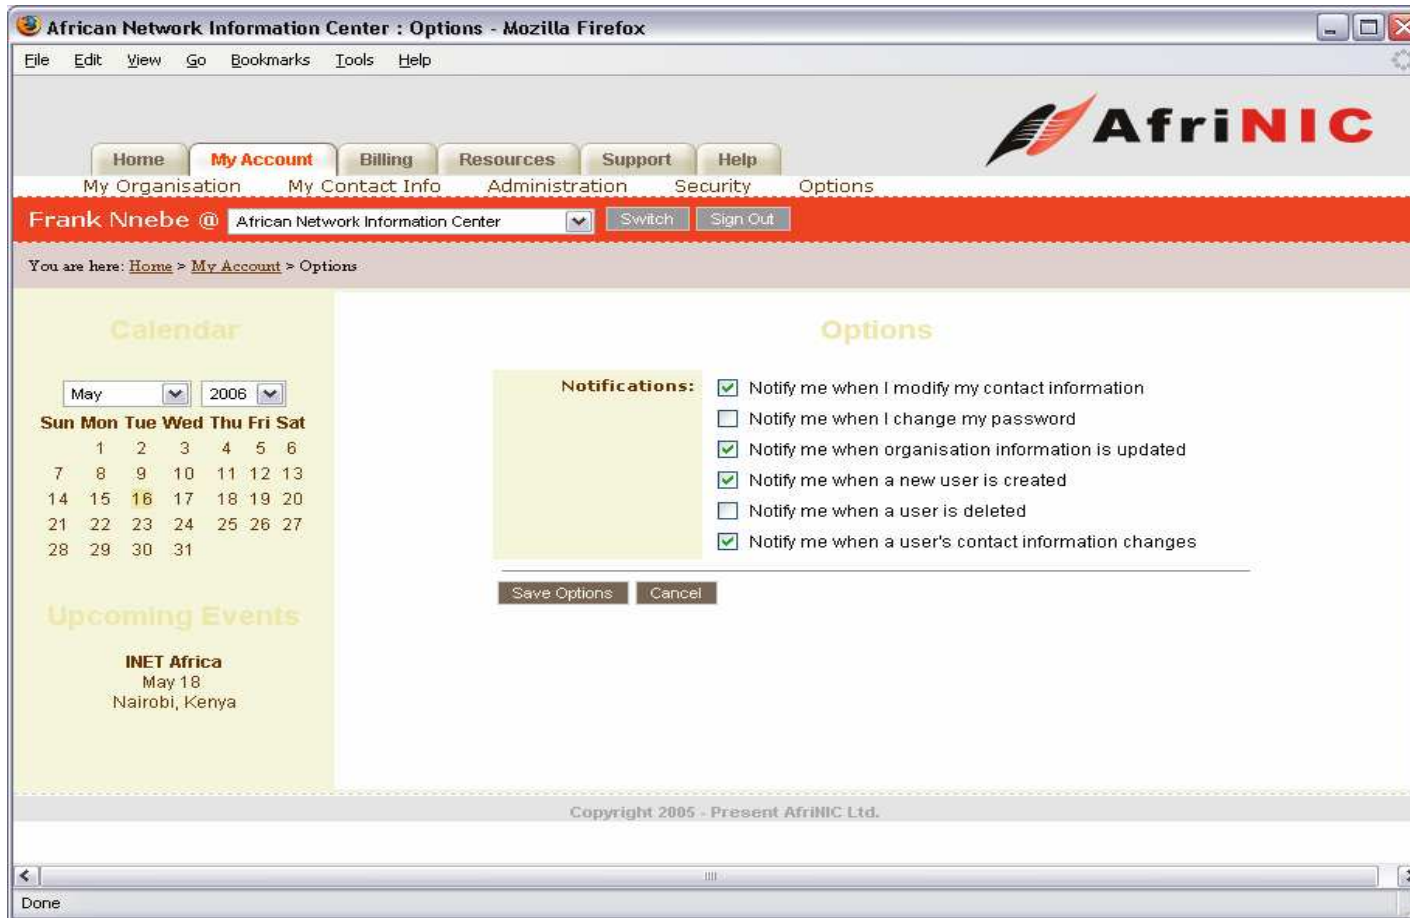 African Network Information Center : Options - Mozilla Firefox
File Edit View Go Bookmarks Tools Help
AfriNIC
Home My Account Billing Resources Support Help
My Organisation My Contact Info Administration Security Options
Frank Nnebe @ African Network Information Center Switch Sign Out
You are here: Home > My Account > Options
Calendar
May 2006
Sun Mon Tue Wed Thu Fri Sat
1 2 3 4 5 6
7 8 9 10 11 12 13
14 15 16 17 18 19 20
21 22 23 24 25 26 27
28 29 30 31
Upcoming Events
INET Africa
May 18
Nairobi, Kenya
Options
Notifications: Notify me when I modify my contact information
Notify me when I change my password
Notify me when organisation information is updated
Notify me when a new user is created
Notify me when a user is deleted
Notify me when a user's contact information changes
Save Options Cancel
Copyright 2005 - Present AfriNIC Ltd.
Done